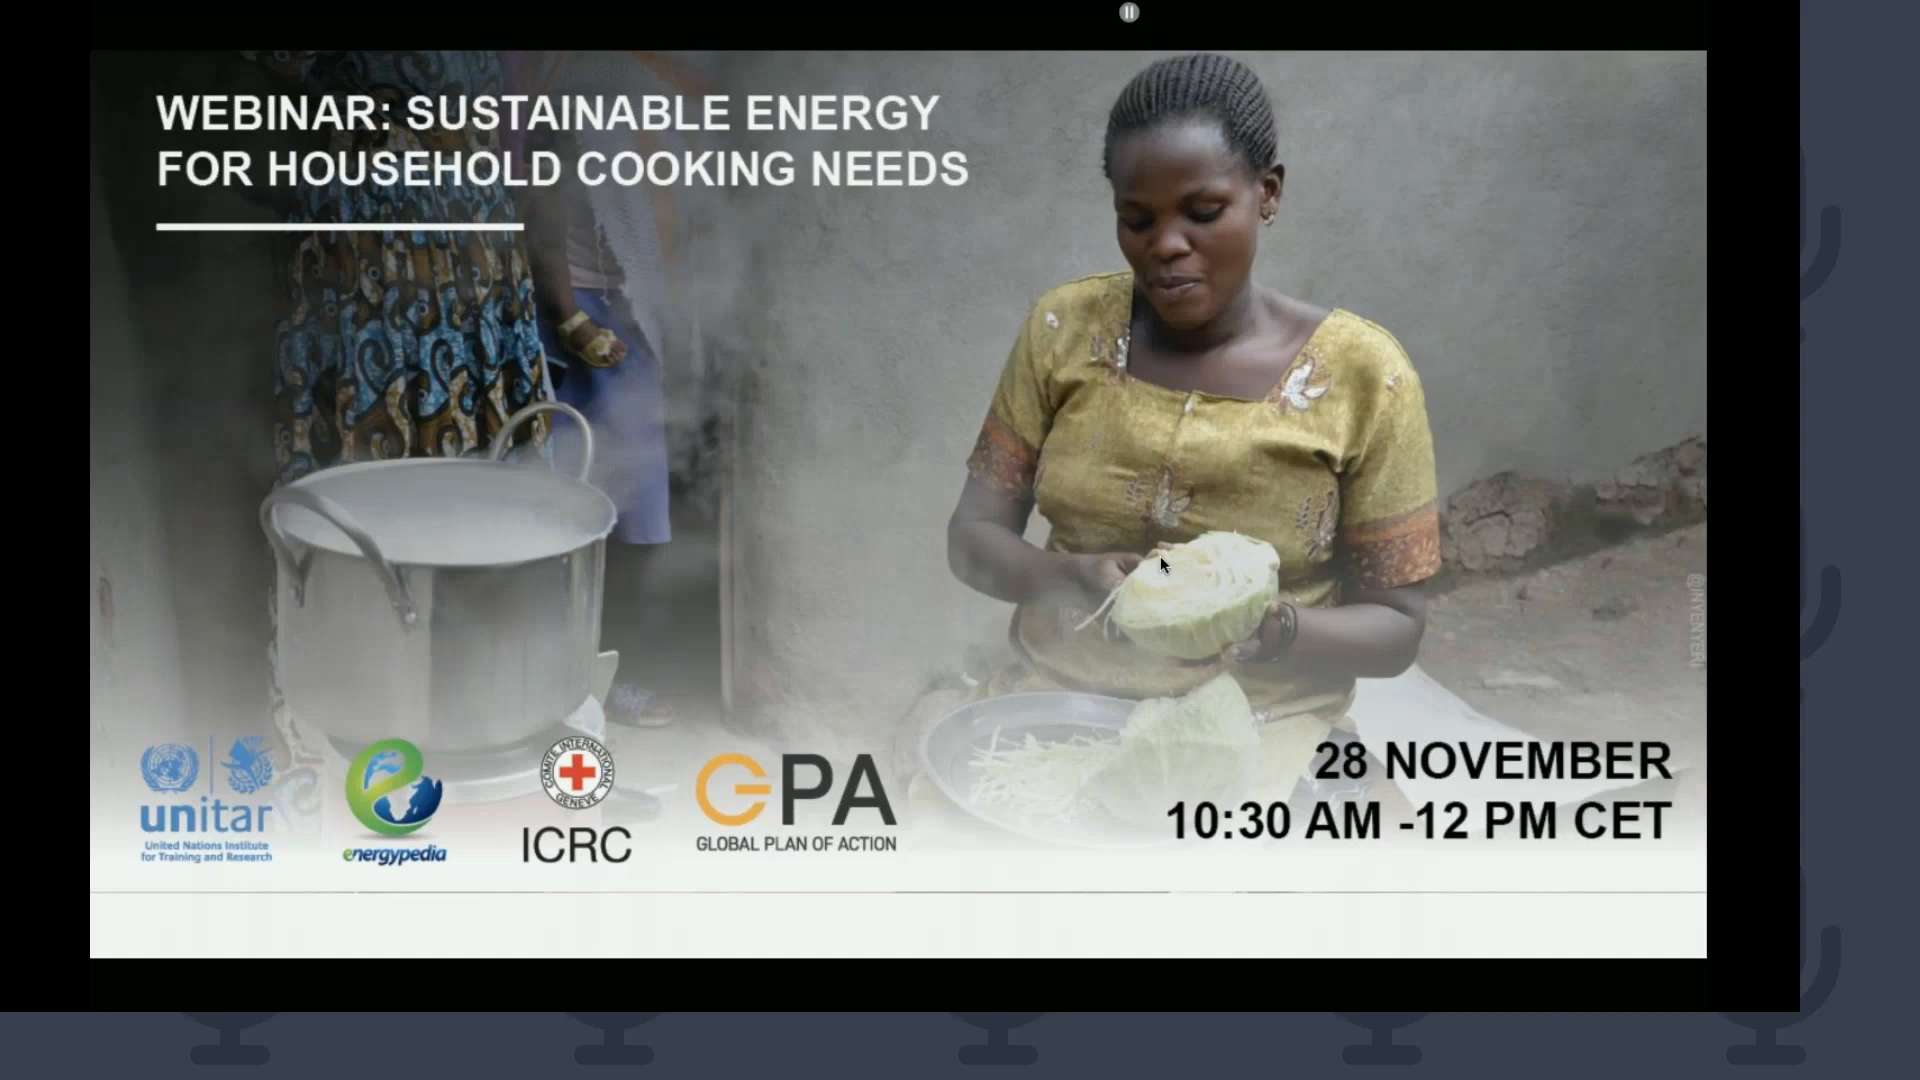 WEBINAR: SUSTAINABLE ENERGY
FOR HOUSEHOLD COOKING NEEDS
@INYENYERI
unitar
United Nations Institute
for Training and Research
energypedia
COMITE INTERNATIONAL
GENEVE
ICRC
GPA
GLOBAL PLAN OF ACTION
28 NOVEMBER
10:30 AM -12 PM CET